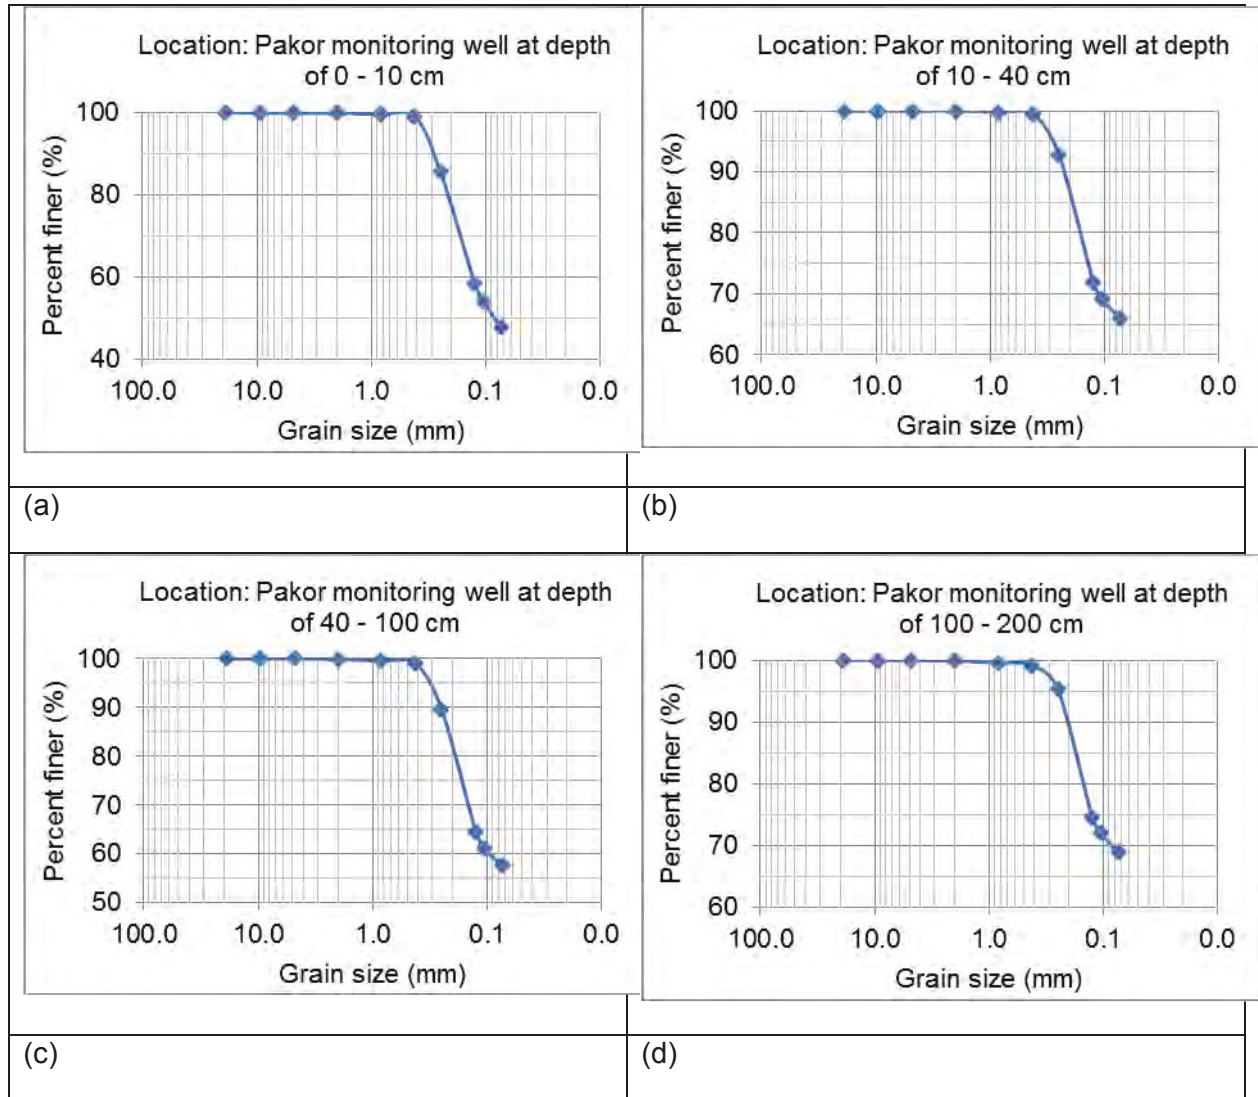 Location: Pakor monitoring well at depth
of 0 - 10 cm
Percent finer (%)
100
80
60
40
100.0 10.0 1.0 0.1 0.0
Grain size (mm)
Location: Pakor monitoring well at depth
of 10 - 40 cm
Percent finer (%)
100
90
80
70
60
100.0 10.0 1.0 0.1 0.0
Grain size (mm)
(a)
(b)
Location: Pakor monitoring well at depth
of 40 - 100 cm
Percent finer (%)
100
90
80
70
60
50
100.0 10.0 1.0 0.1 0.0
Grain size (mm)
Location: Pakor monitoring well at depth
of 100 - 200 cm
Percent finer (%)
100
90
80
70
60
100.0 10.0 1.0 0.1 0.0
Grain size (mm)
(c)
(d)